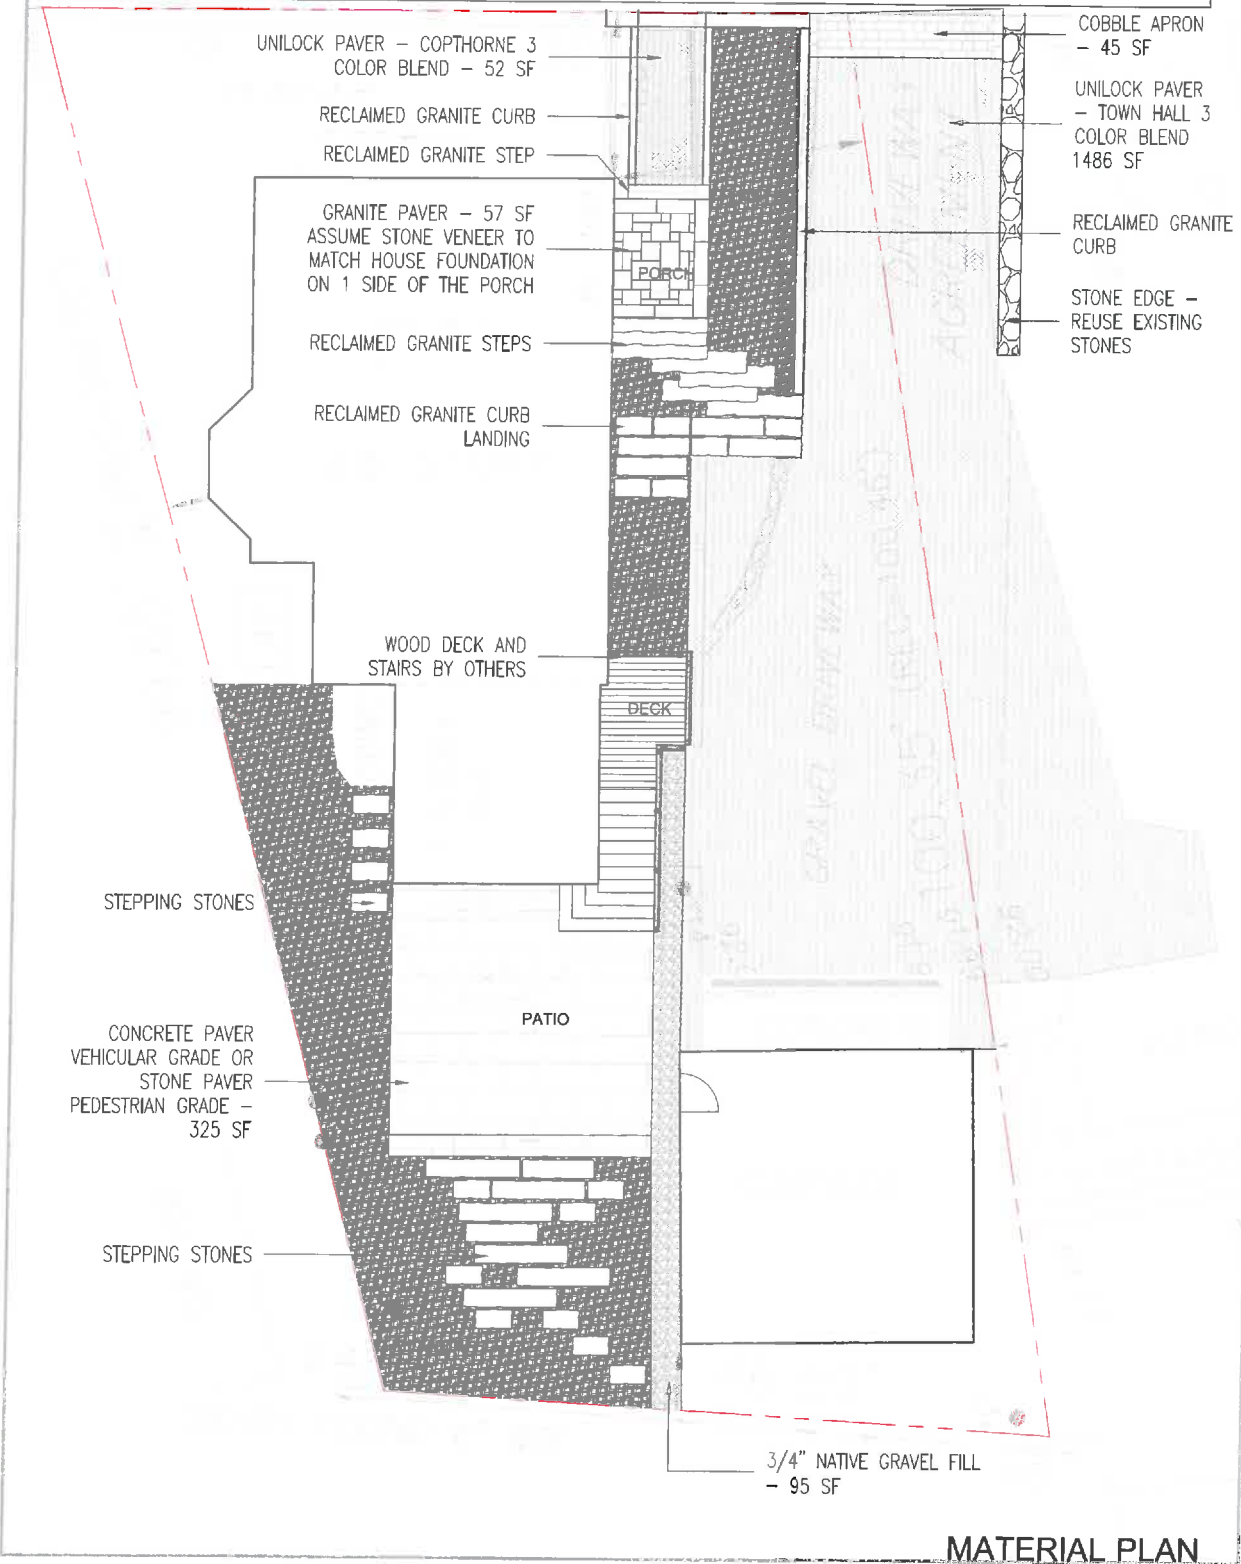 UNILOCK PAVER – COPTHORNE 3
COLOR BLEND – 52 SF
RECLAIMED GRANITE CURB
RECLAIMED GRANITE STEP
GRANITE PAVER – 57 SF
ASSUME STONE VENEER TO
MATCH HOUSE FOUNDATION
ON 1 SIDE OF THE PORCH
PORCH
RECLAIMED GRANITE STEPS
RECLAIMED GRANITE CURB
LANDING
COBBLE APRON
– 45 SF
UNILOCK PAVER
– TOWN HALL 3
COLOR BLEND
1486 SF
RECLAIMED GRANITE
CURB
STONE EDGE –
REUSE EXISTING
STONES
DRIVEWAY
GRAVEL DRIVEWAY
WOOD DECK AND
STAIRS BY OTHERS
DECK
STEPPING STONES
PATIO
CONCRETE PAVER
VEHICULAR GRADE OR
STONE PAVER
PEDESTRIAN GRADE –
325 SF
STEPPING STONES
3/4" NATIVE GRAVEL FILL
– 95 SF
MATERIAL PLAN